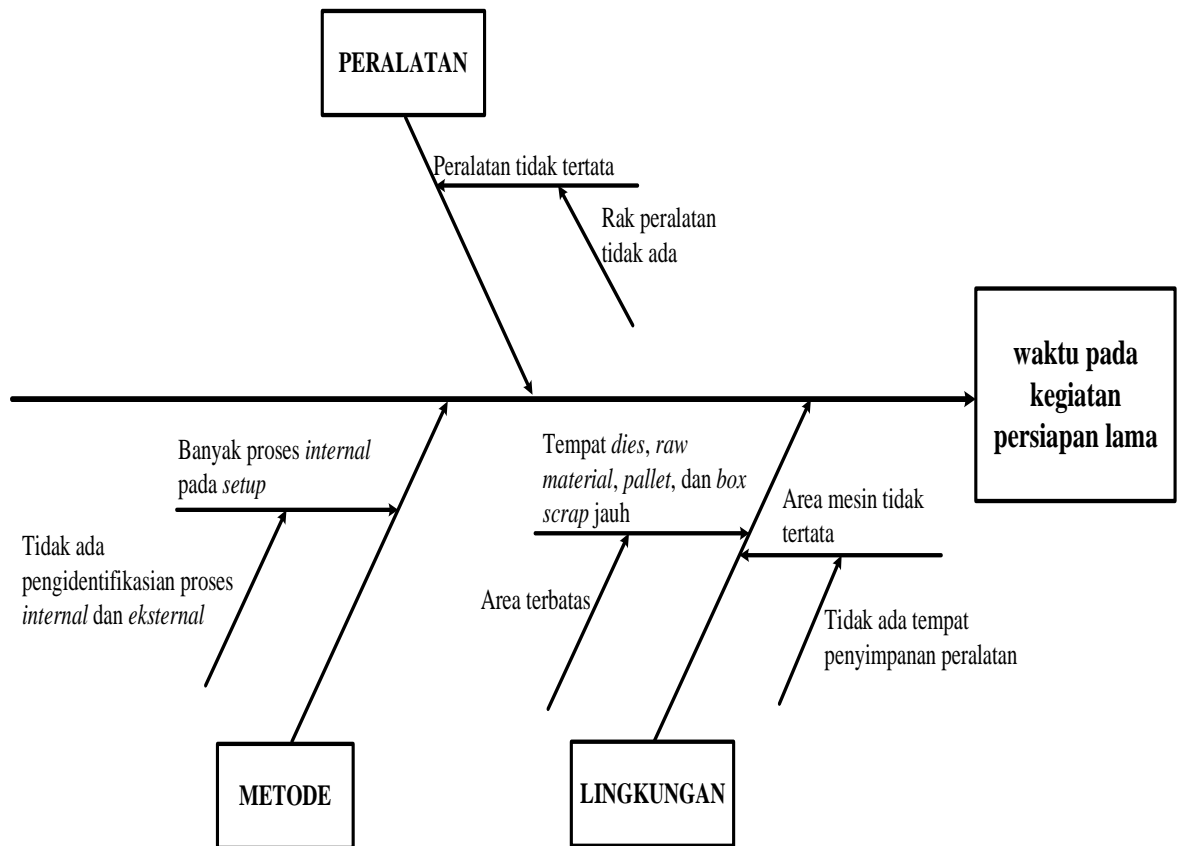 PERALATAN
Peralatan tidak tertata
Rak peralatan
tidak ada
waktu pada
kegiatan
persiapan lama
Banyak proses internal
pada setup
Tidak ada
pengidentifikasian proses
internal dan eksternal
Tempat dies, raw
material, pallet, dan box
scrap jauh
Area mesin tidak
tertata
Area terbatas
Tidak ada tempat
penyimpanan peralatan
METODE
LINGKUNGAN